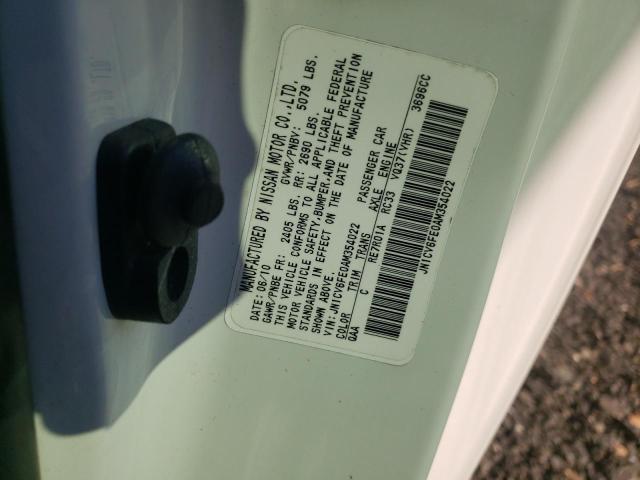 MANUFACTURED BY NISSAN MOTOR CO.,LTD.
DATE: 06/10 GVWR/PNBV: 5079 LBS.
GAWR/PNBE FR: 2405 LBS. RR: 2690 LBS.
THIS VEHICLE CONFORMS TO ALL APPLICABLE FEDERAL
MOTOR VEHICLE SAFETY,BUMPER,AND THEFT PREVENTION
STANDARDS IN EFFECT ON THE DATE OF MANUFACTURE
SHOWN ABOVE.
VIN:JN1CV6FE0AM354022 PASSENGER CAR
COLOR TRIM TRANS AXLE ENGINE
QAA C RE7R01A RC33 VQ37(VHR) 3696CC
JN1CV6FE0AM354022